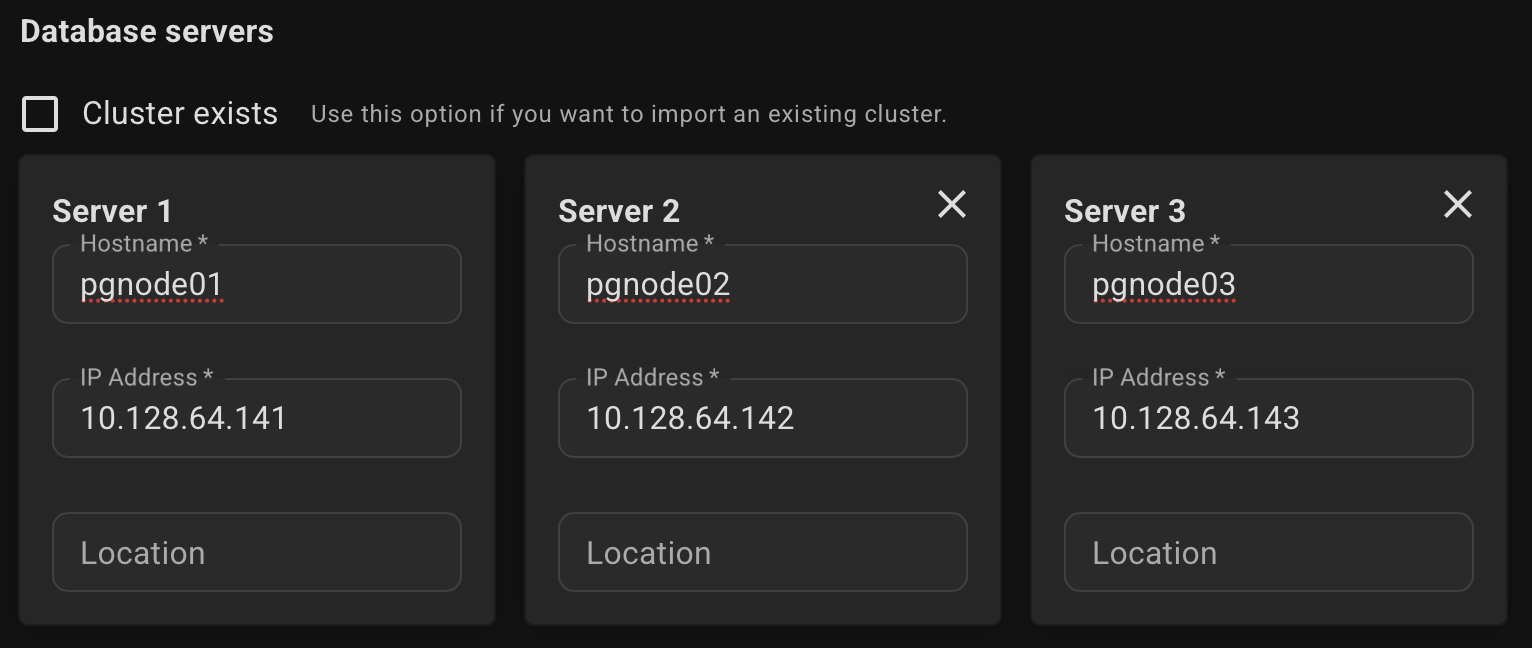 Database servers
Cluster exists Use this option if you want to import an existing cluster.
Server 1
Hostname *
pgnode01
IP Address *
10.128.64.141
Location
Server 2
Hostname *
pgnode02
IP Address *
10.128.64.142
Location
Server 3
Hostname *
pgnode03
IP Address *
10.128.64.143
Location